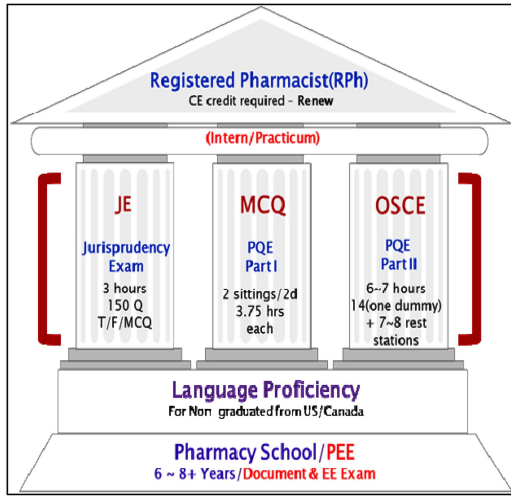 Registered Pharmacist(RPh)
CE credit required - Renew
(Intern/Practicum)
JE
Jurisprudency
Exam
3 hours
150 Q
T/F/MCQ
MCQ
PQE
Part I
2 sittings/2d
3.75 hrs
each
OSCE
PQE
Part II
6~7 hours
14(one dummy)
+ 7~8 rest
stations
Language Proficiency
For Non graduated from US/Canada
Pharmacy School/PEE
6 ~ 8+ Years/Document & EE Exam